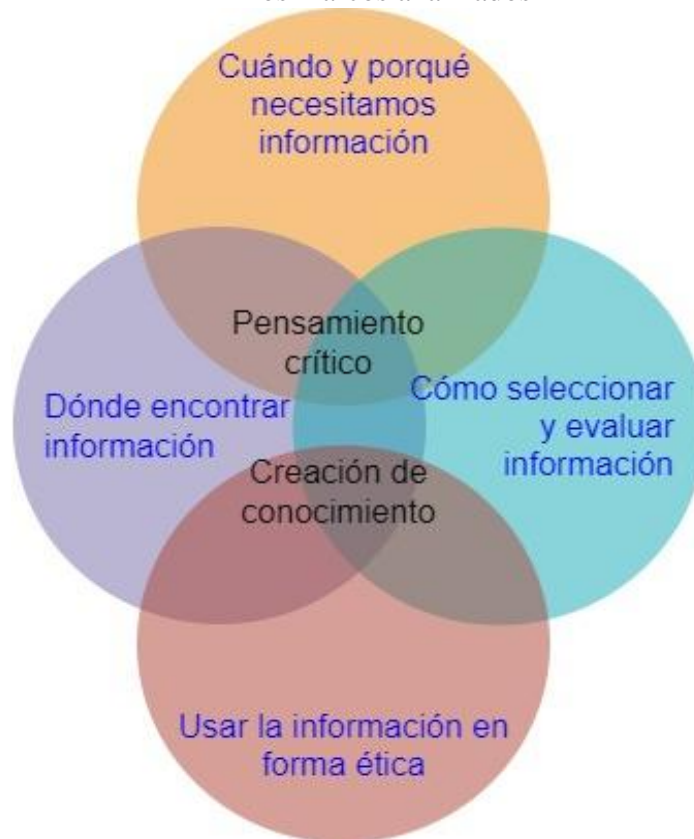 Cuándo y porqué
necesitamos
información
Pensamiento
crítico
Dónde encontrar
información
Cómo seleccionar
y evaluar
información
Creación de
conocimiento
Usar la información en
forma ética